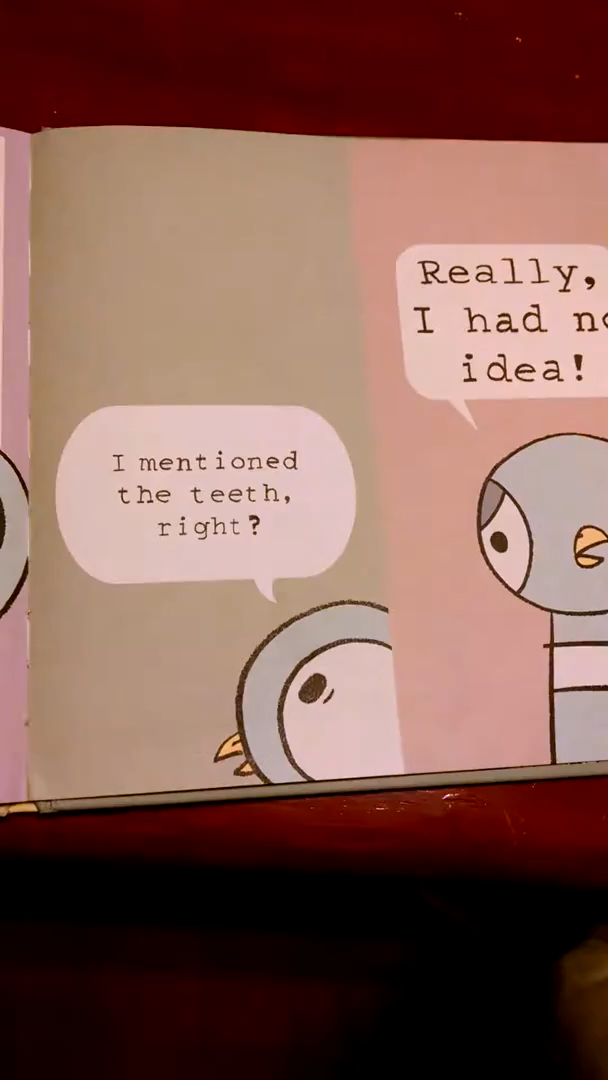 I mentioned
the teeth,
right?
Really,
I had
idea!